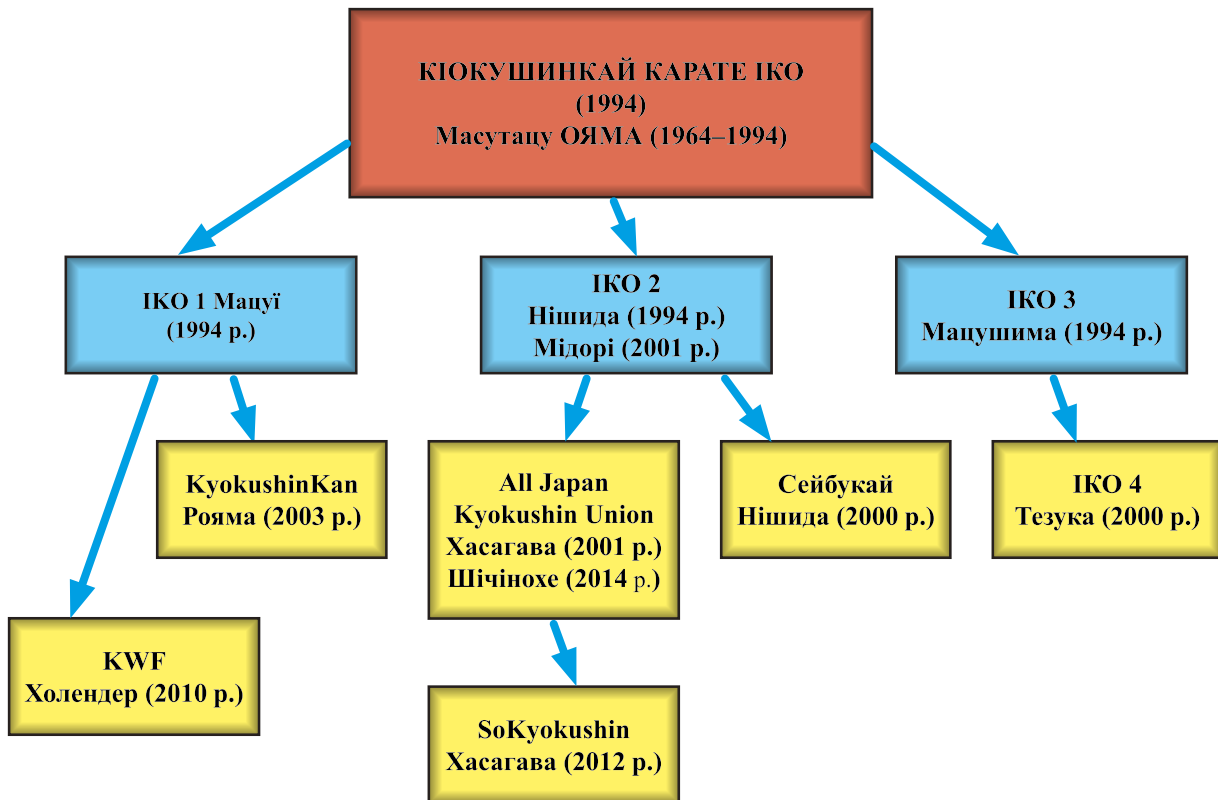 КІОКУШИНКАЙ КАРАТЕ ІКО
(1994)
Масутацу ОЯМА (1964–1994)
ІКО 1 Мацуї
(1994 р.)
ІКО 2
Нішида (1994 р.)
Мідорі (2001 р.)
ІКО 3
Мацушима (1994 р.)
KyokushinKan
Рояма (2003 р.)
All Japan
Kyokushin Union
Хасагава (2001 р.)
Шічінохе (2014 р.)
Сейбукай
Нішида (2000 р.)
ІКО 4
Тезука (2000 р.)
KWF
Холендер (2010 р.)
SoKyokushin
Хасагава (2012 р.)